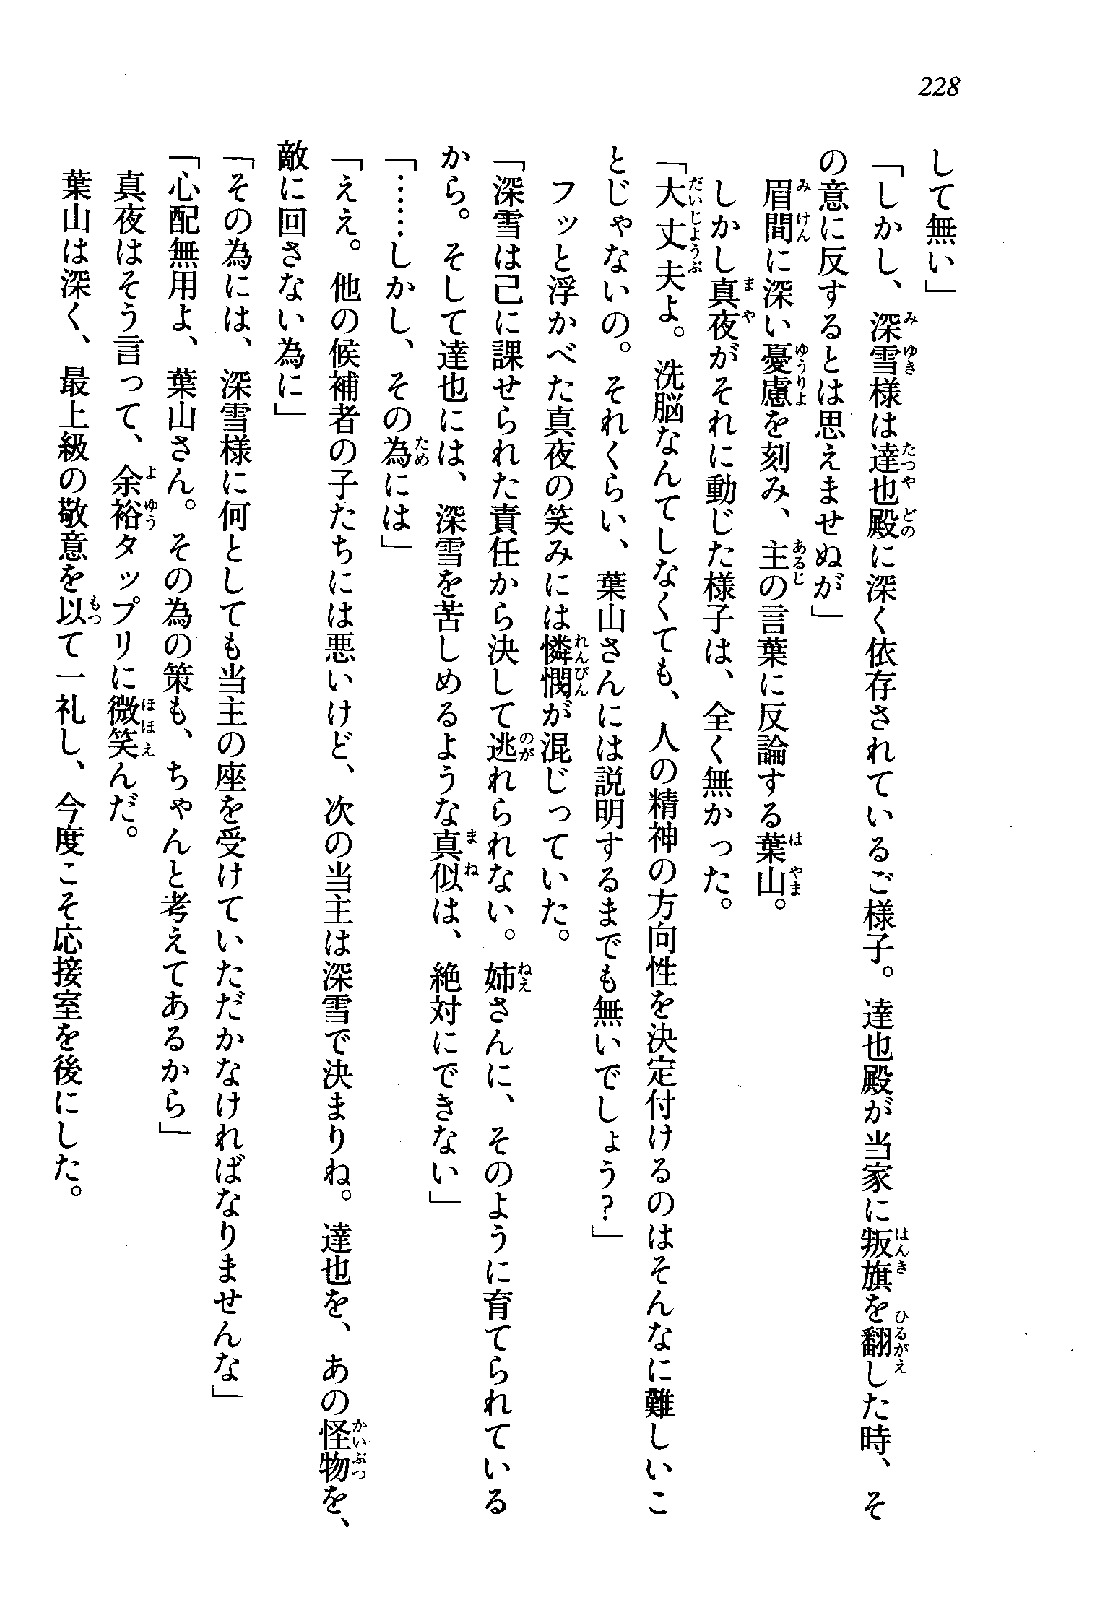 228
して無い」
「しかし、深雪様は達也殿に深く依存されているご様子。達也殿が当家に叛旗を翻した時、そ
の意に反するとは思えませぬが」
眉間に深い憂慮を刻み、主の言葉に反論する葉山。
しかし真夜がそれに動じた様子は、全く無かった。
「大丈夫よ。洗脳なんてしなくても、人の精神の方向性を決定付けるのはそんなに難しいこ
とじゃないの。それくらい、葉山さんには説明するまでも無いでしょう？」
フッと浮かべた真夜の笑みには憐憫が混じっていた。
「深雪は己に課せられた責任から決して逃れられない。姉さんに、そのように育てられている
から。そして達也には、深雪を苦しめるような真似は、絶対にできない」
「……しかし、その為には」
「ええ。他の候補者の子たちには悪いけど、次の当主は深雪で決まりね。達也を、あの怪物を、
敵に回さない為に」
「その為には、深雪様に何としても当主の座を受けていただかなければなりませんな」
「心配無用よ、葉山さん。その為の策も、ちゃんと考えてあるから」
真夜はそう言って、余裕タップリに微笑んだ。
葉山は深く、最上級の敬意を以て一礼し、今度こそ応接室を後にした。